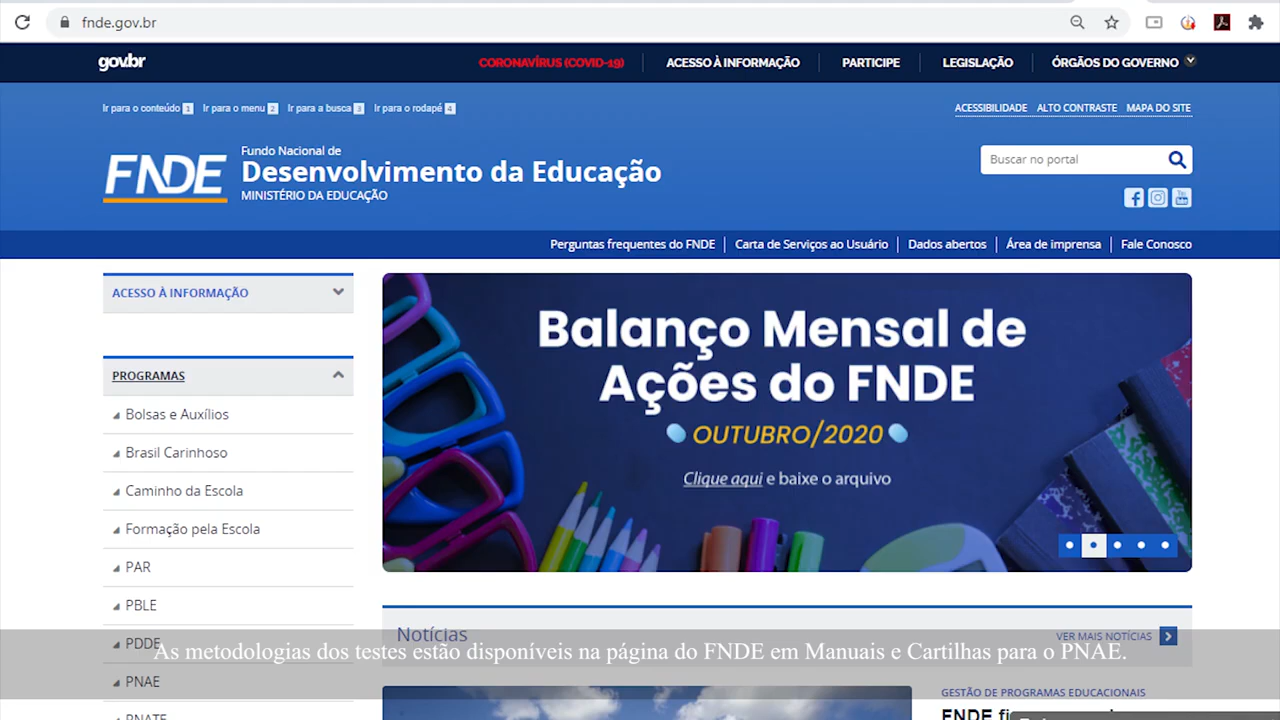 fnde.gov.br
gov.br
CORONAVÍRUS (COVID-19)
ACESSO À INFORMAÇÃO
PARTICIPE
LEGISLAÇÃO
ÓRGÃOS DO GOVERNO
Ir para o conteúdo 1 Ir para o menu 2 Ir para a busca 3 Ir para o rodapé 4
ACESSIBILIDADE ALTO CONTRASTE MAPA DO SITE
FNDE
Fundo Nacional de
Desenvolvimento da Educação
MINISTÉRIO DA EDUCAÇÃO
Buscar no portal
Perguntas frequentes do FNDE
Carta de Serviços ao Usuário
Dados abertos
Área de imprensa
Fale Conosco
ACESSO À INFORMAÇÃO
PROGRAMAS
Bolsas e Auxílios
Brasil Carinhoso
Caminho da Escola
Formação pela Escola
PAR
PBLE
PDDE
PNAE
PNATE
Balanço Mensal de
Ações do FNDE
OUTUBRO/2020
Clique aqui e baixe o arquivo
Notícias
VER MAIS NOTÍCIAS
As metodologias dos testes estão disponíveis na página do FNDE em Manuais e Cartilhas para o PNAE.
GESTÃO DE PROGRAMAS EDUCACIONAIS
FNDE